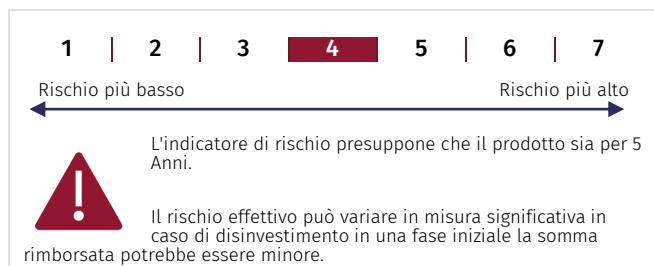 1 | 2 | 3 4 5 | 6 | 7
Rischio più basso Rischio più alto
L'indicatore di rischio presuppone che il prodotto sia per 5
Anni.
Il rischio effettivo può variare in misura significativa in
caso di disinvestimento in una fase iniziale la somma
rimborsata potrebbe essere minore.